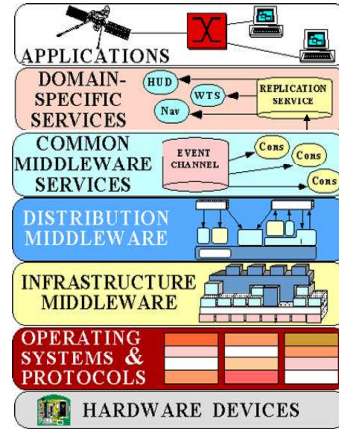 APPLICATIONS
DOMAIN-
SPECIFIC
SERVICES
HUD
WTS
Nav
REPLICATION
SERVICE
COMMON
MIDDLEWARE
SERVICES
EVENT
CHANNEL
Cons
Cons
Cons
DISTRIBUTION
MIDDLEWARE
INFRASTRUCTURE
MIDDLEWARE
OPERATING
SYSTEMS &
PROTOCOLS
HARDWARE DEVICES